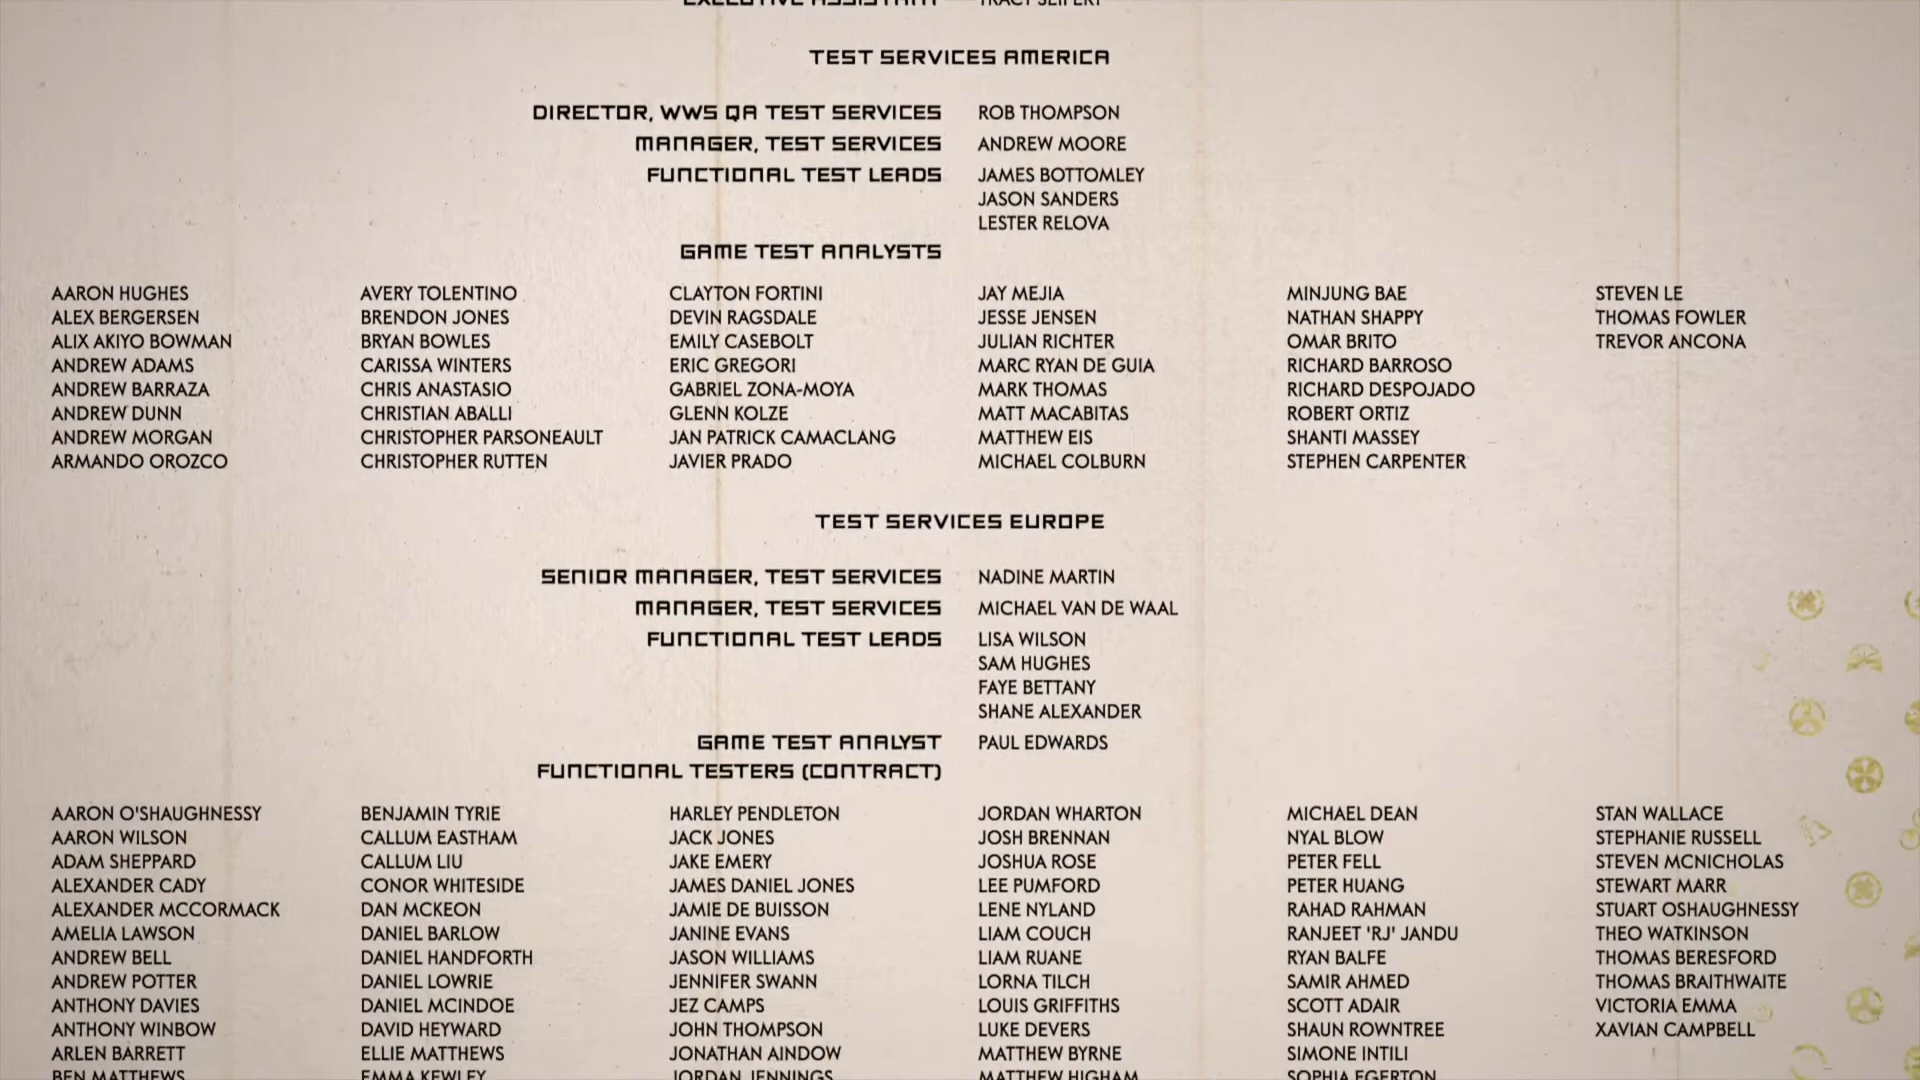 EXECUTIVE ASSISTANT TRACY SEIFERT
TEST SERVICES AMERICA
DIRECTOR, WWS QA TEST SERVICES ROB THOMPSON
MANAGER, TEST SERVICES ANDREW MOORE
FUNCTIONAL TEST LEADS JAMES BOTTOMLEY
JASON SANDERS
LESTER RELOVA
GAME TEST ANALYSTS
AARON HUGHES AVERY TOLENTINO CLAYTON FORTINI JAY MEJIA MINJUNG BAE STEVEN LE
ALEX BERGERSEN BRENDON JONES DEVIN RAGSDALE JESSE JENSEN NATHAN SHAPPY THOMAS FOWLER
ALIX AKIYO BOWMAN BRYAN BOWLES EMILY CASEBOLT JULIAN RICHTER OMAR BRITO TREVOR ANCONA
ANDREW ADAMS CARISSA WINTERS ERIC GREGORI MARC RYAN DE GUIA RICHARD BARROSO
ANDREW BARRAZA CHRIS ANASTASIO GABRIEL ZONA-MOYA MARK THOMAS RICHARD DESPOJADO
ANDREW DUNN CHRISTIAN ABALLI GLENN KOLZE MATT MACABITAS ROBERT ORTIZ
ANDREW MORGAN CHRISTOPHER PARSONEAULT JAN PATRICK CAMACLANG MATTHEW EIS SHANTI MASSEY
ARMANDO OROZCO CHRISTOPHER RUTTEN JAVIER PRADO MICHAEL COLBURN STEPHEN CARPENTER
TEST SERVICES EUROPE
SENIOR MANAGER, TEST SERVICES NADINE MARTIN
MANAGER, TEST SERVICES MICHAEL VAN DE WAAL
FUNCTIONAL TEST LEADS LISA WILSON
SAM HUGHES
FAYE BETTANY
SHANE ALEXANDER
GAME TEST ANALYST PAUL EDWARDS
FUNCTIONAL TESTERS (CONTRACT)
AARON O'SHAUGHNESSY BENJAMIN TYRIE HARLEY PENDLETON JORDAN WHARTON MICHAEL DEAN STAN WALLACE
AARON WILSON CALLUM EASTHAM JACK JONES JOSH BRENNAN NYAL BLOW STEPHANIE RUSSELL
ADAM SHEPPARD CALLUM LIU JAKE EMERY JOSHUA ROSE PETER FELL STEVEN MCNICHOLAS
ALEXANDER CADY CONOR WHITESIDE JAMES DANIEL JONES LEE PUMFORD PETER HUANG STEWART MARR
ALEXANDER MCCORMACK DAN MCKEON JAMIE DE BUISSON LENE NYLAND RAHAD RAHMAN STUART OSHAUGHNESSY
AMELIA LAWSON DANIEL BARLOW JANINE EVANS LIAM COUCH RANJEET 'RJ' JANDU THEO WATKINSON
ANDREW BELL DANIEL HANDFORTH JASON WILLIAMS LIAM RUANE RYAN BALFE THOMAS BERESFORD
ANDREW POTTER DANIEL LOWRIE JENNIFER SWANN LORNA TILCH SAMIR AHMED THOMAS BRAITHWAITE
ANTHONY DAVIES DANIEL MCINDOE JEZ CAMPS LOUIS GRIFFITHS SCOTT ADAIR VICTORIA EMMA
ANTHONY WINBOW DAVID HEYWARD JOHN THOMPSON LUKE DEVERS SHAUN ROWNTREE XAVIAN CAMPBELL
ARLEN BARRETT ELLIE MATTHEWS JONATHAN AINDOW MATTHEW BYRNE SIMONE INTILI
BEN MATTHEWS EMMA KEWLEY JORDAN JENNINGS MATTHEW HIGHAM SOPHIA EGERTON